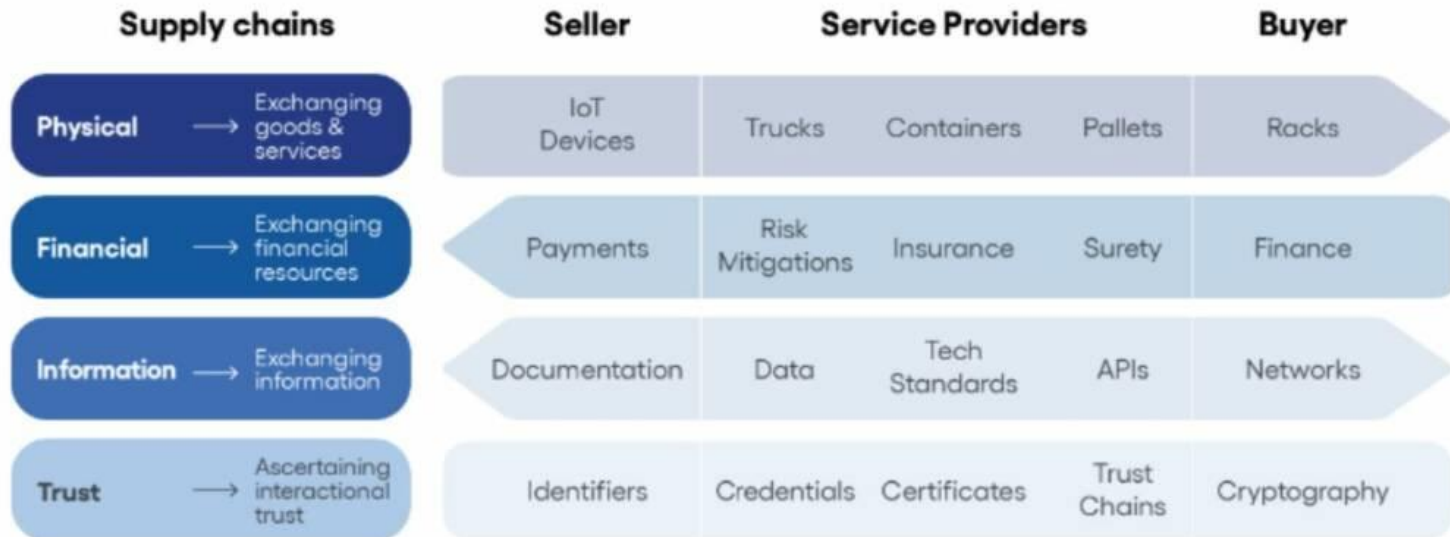 Supply chains Seller Service Providers Buyer
Physical → Exchanging
goods &
services
IoT
Devices
Trucks Containers Pallets Racks
Financial → Exchanging
financial
resources
Payments
Risk
Mitigations
Insurance Surety Finance
Information → Exchanging
information
Documentation Data
Tech
Standards
APIs Networks
Trust → Ascertaining
interactional
trust
Identifiers Credentials Certificates
Trust
Chains
Cryptography